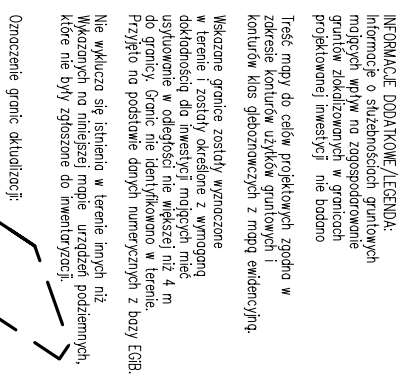 INFORMACJE DODATKOWE/LEGENDA:
Informacje o służebnościach gruntowych
mających wpływ na zagospodarowanie
gruntów zlokalizowanych w granicach
projektowanej inwestycji nie badano
Treść mapy do celów projektowych zgodna w
zakresie konturów użytków gruntowych i
konturów klas gleboznawczych z mapą ewidencyjną.
Wskazane granice zostały wyznaczone
w terenie i zostały określone z wymaganą
dokładnością dla inwestycji mających mieć
usytuowanie w odległości nie większej niż 4 m
do granicy. Granic nie identyfikowano w terenie.
Przyjęto na podstawie danych numerycznych z bazy EGiB.
Nie wyklucza się istnienia w terenie innych niż
Wykazanych na niniejszej mapie urządzeń podziemnych,
które nie były zgłoszone do inwentaryzacji.
Oznaczenie granic aktualizacji: